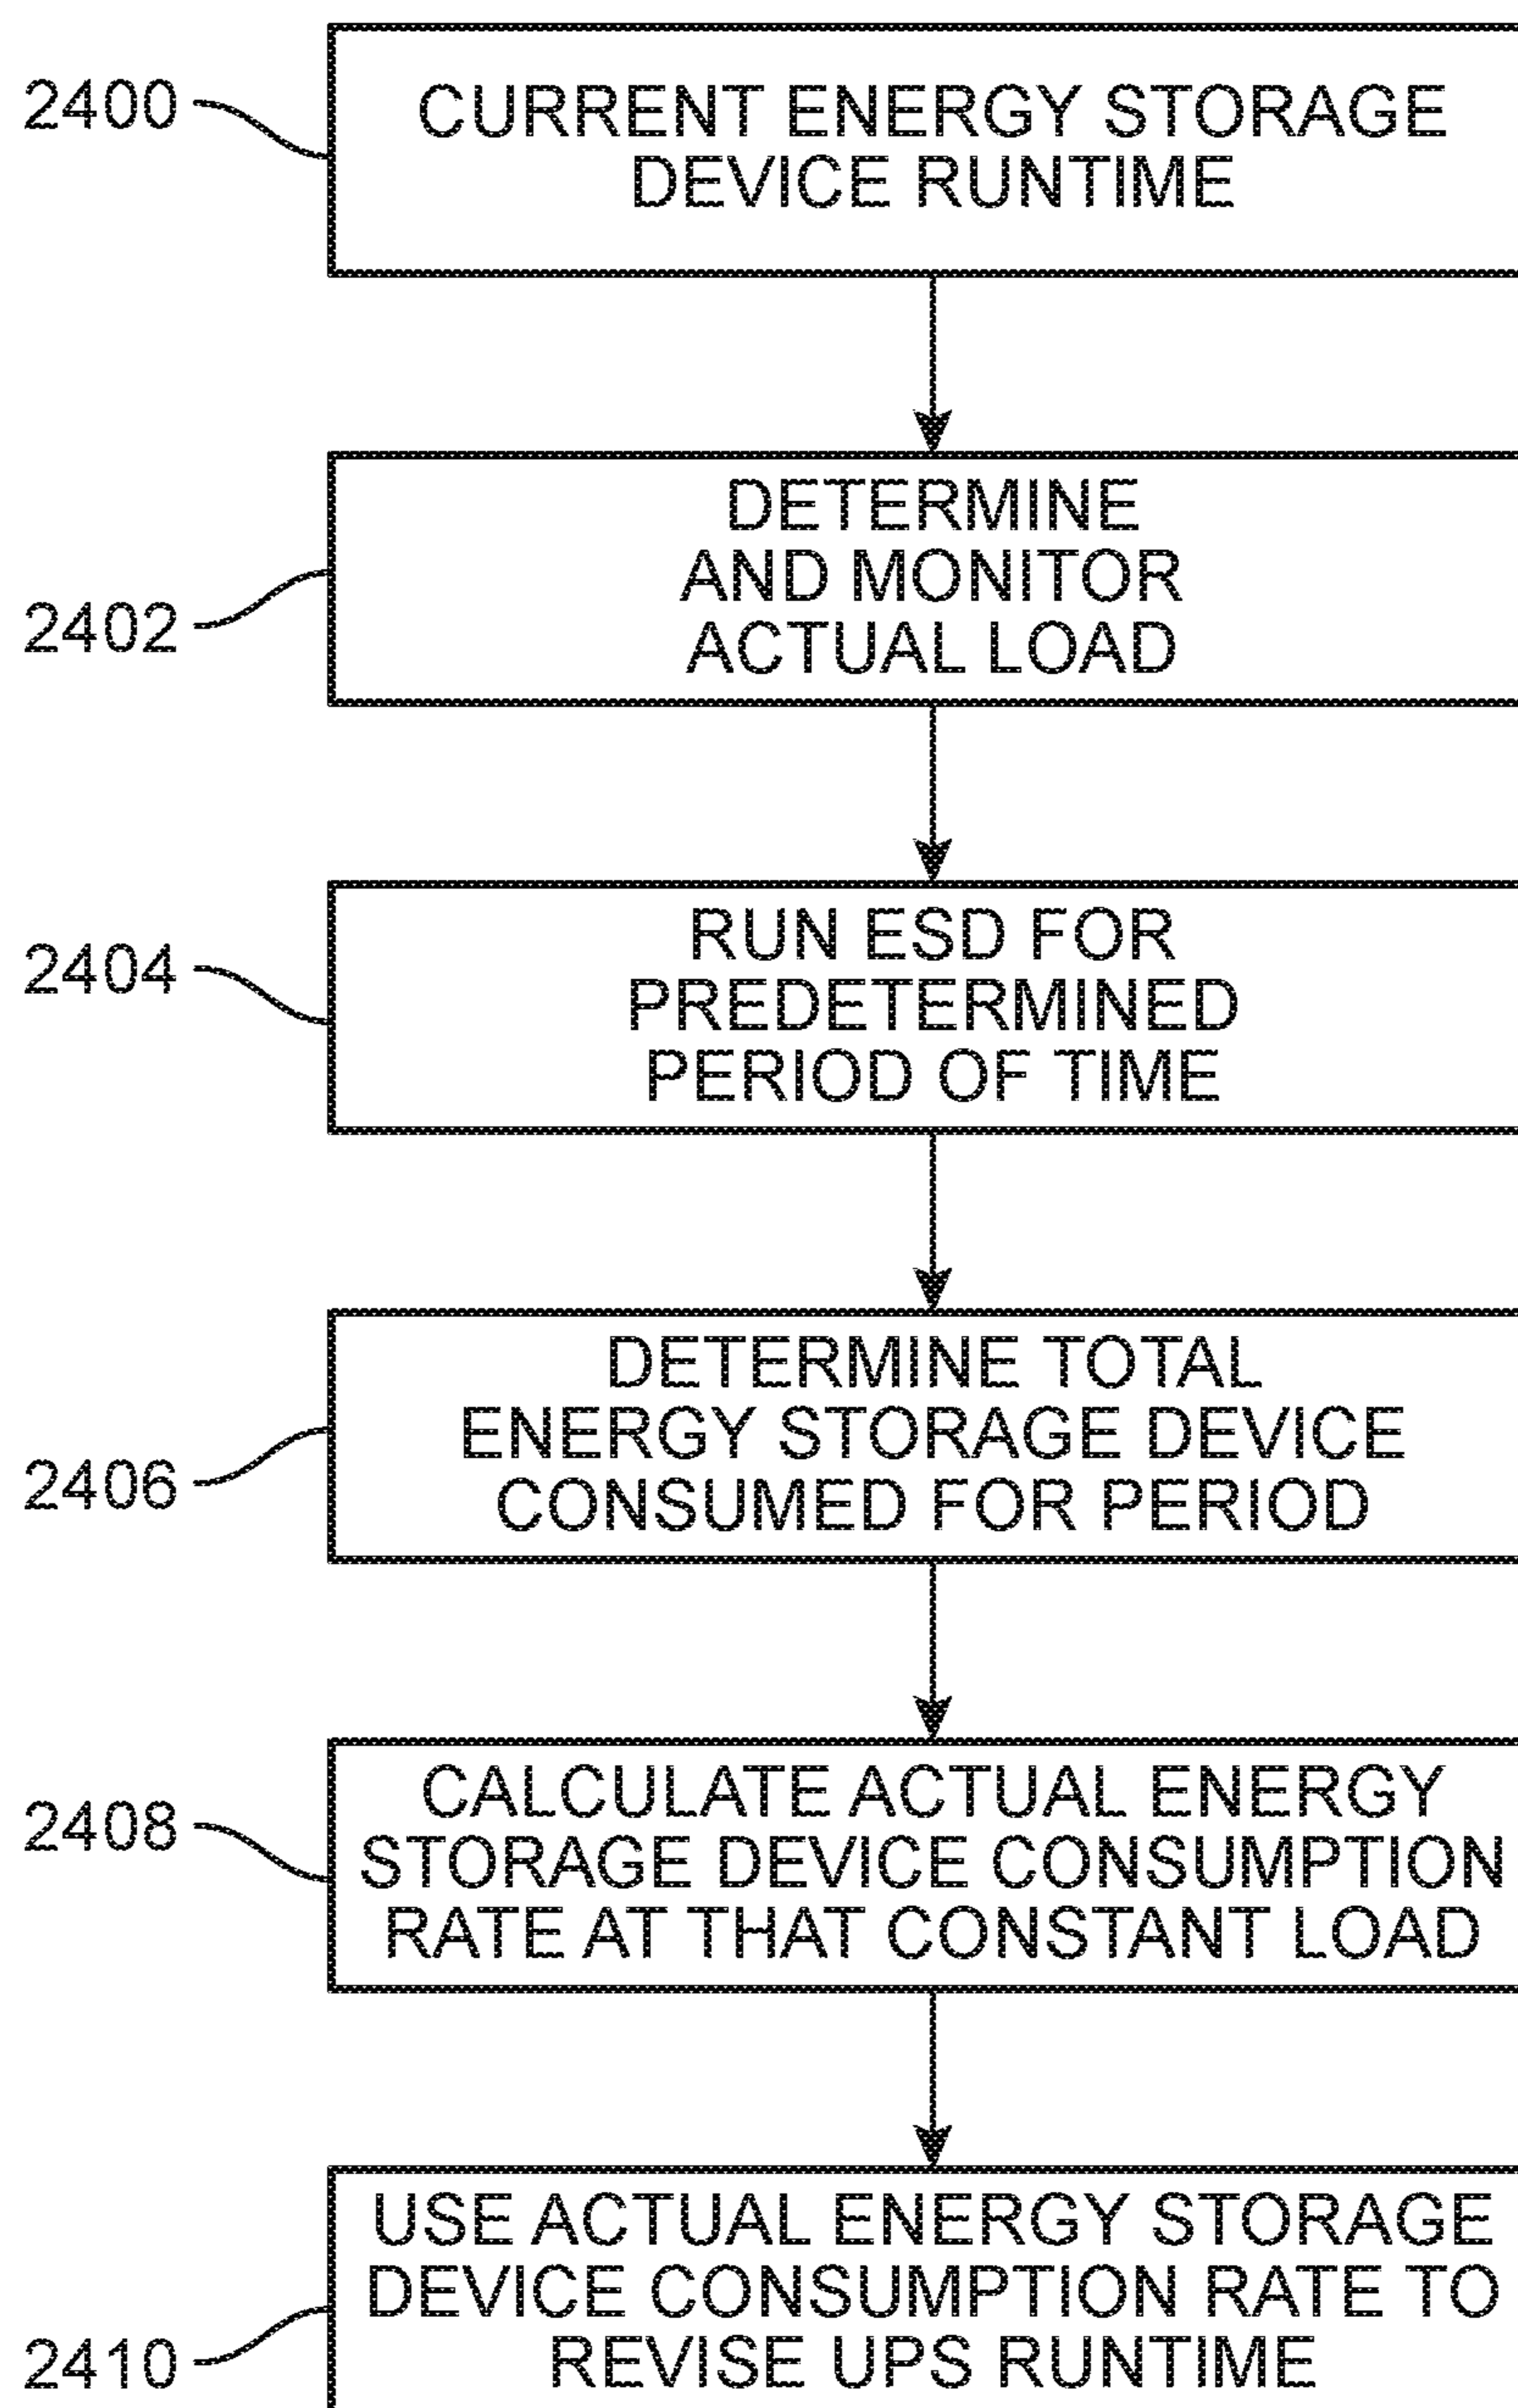 2400
CURRENT ENERGY STORAGE
DEVICE RUNTIME
2402
DETERMINE
AND MONITOR
ACTUAL LOAD
2404
RUN ESD FOR
PREDETERMINED
PERIOD OF TIME
2406
DETERMINE TOTAL
ENERGY STORAGE DEVICE
CONSUMED FOR PERIOD
2408
CALCULATE ACTUAL ENERGY
STORAGE DEVICE CONSUMPTION
RATE AT THAT CONSTANT LOAD
2410
USE ACTUAL ENERGY STORAGE
DEVICE CONSUMPTION RATE TO
REVISE UPS RUNTIME